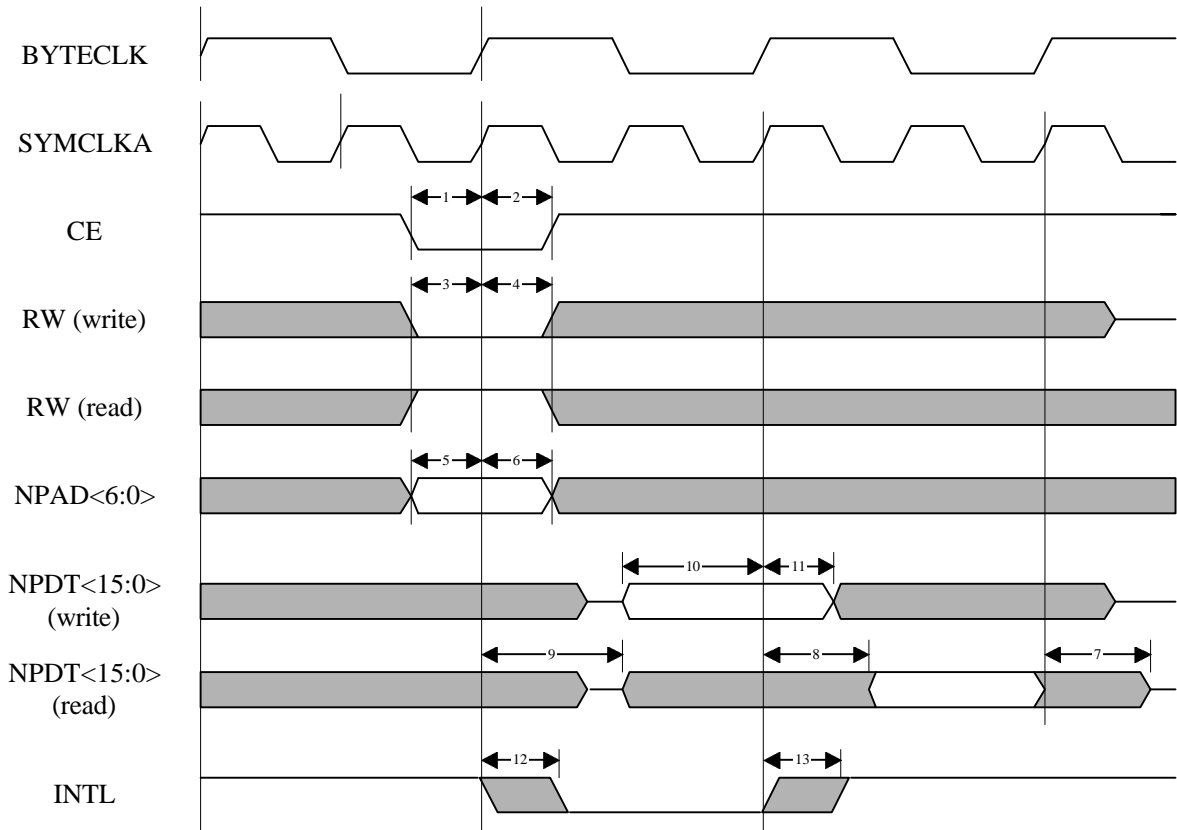 BYTECLK
SYMCLKA
1 2
CE
3 4
RW (write)
RW (read)
5 6
NPAD<6:0>
10 11
NPDT<15:0>
(write)
9 8 7
NPDT<15:0>
(read)
12 13
INTL